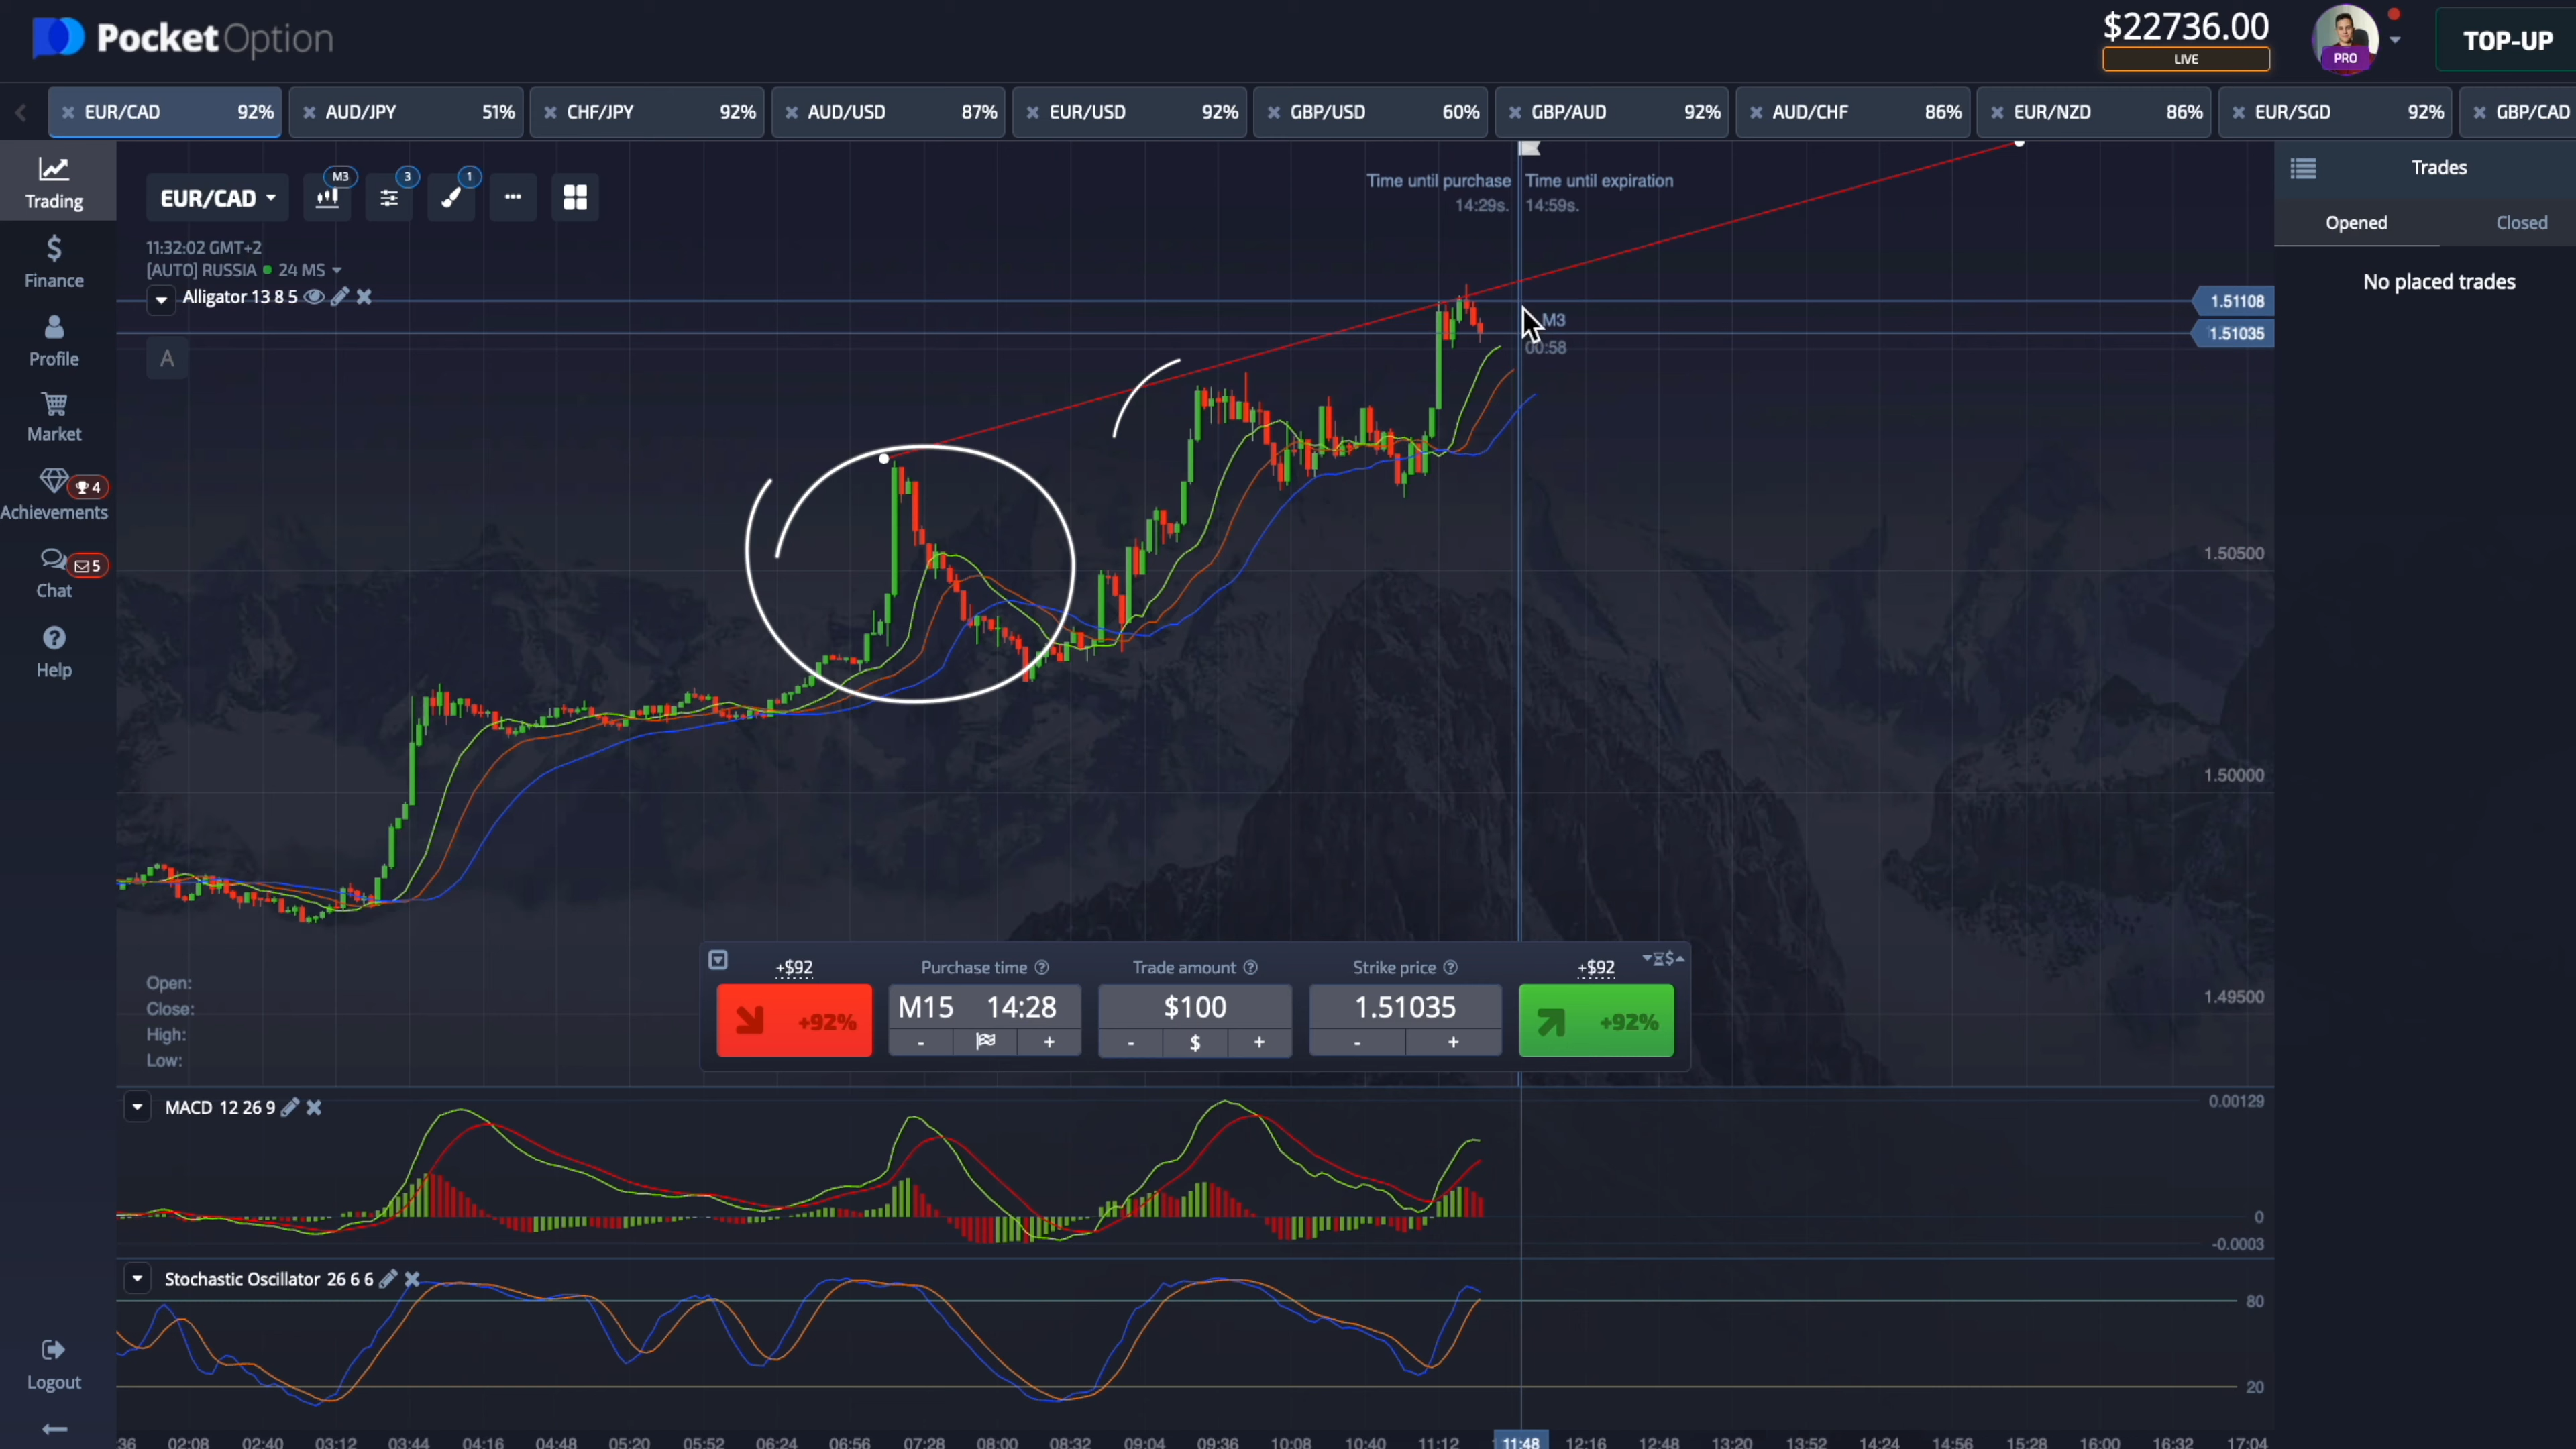 PocketOption
$22736.00
LIVE
PRO
TOP-UP
EUR/CAD 92%
AUD/JPY 51%
CHF/JPY 92%
AUD/USD 87%
EUR/USD 92%
GBP/USD 60%
GBP/AUD 92%
AUD/CHF 86%
EUR/NZD 86%
EUR/SGD 92%
GBP/CAD
Trading
Finance
Profile
Market
4
Achievements
5
Chat
Help
Logout
EUR/CAD
M3
3
1
11:32:02 GMT+2
[AUTO] RUSSIA 24 MS
Alligator 13 8 5
A
Time until purchase
14:29s.
Time until expiration
14:59s.
M3
00:58
1.51108
1.51035
1.50500
1.50000
1.49500
Trades
Opened
Closed
No placed trades
Open:
Close:
High:
Low:
+$92
Purchase time
Trade amount
Strike price
+$92
+92%
M15 14:28
$100
1.51035
+92%
- +
- $ +
- +
MACD 12 26 9
0.00129
0
-0.0003
Stochastic Oscillator 26 6 6
80
20
:36 02:08 02:40 03:12 03:44 04:16 04:48 05:20 05:52 06:24 06:56 07:28 08:00 08:32 09:04 09:36 10:08 10:40 11:12 11:48 12:16 12:48 13:20 13:52 14:24 14:56 15:28 16:00 16:32 17:04